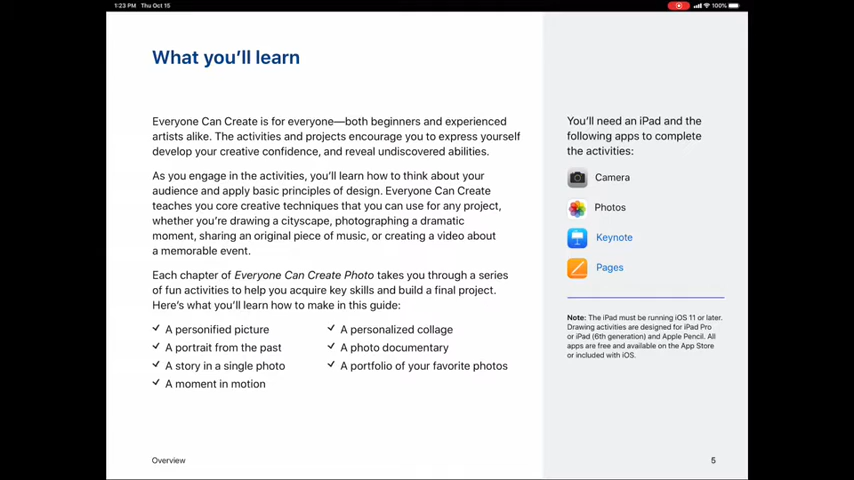 1:23 PM Thu Oct 15
100%
What you'll learn
Everyone Can Create is for everyone—both beginners and experienced
artists alike. The activities and projects encourage you to express yourself
develop your creative confidence, and reveal undiscovered abilities.
As you engage in the activities, you'll learn how to think about your
audience and apply basic principles of design. Everyone Can Create
teaches you core creative techniques that you can use for any project,
whether you're drawing a cityscape, photographing a dramatic
moment, sharing an original piece of music, or creating a video about
a memorable event.
Each chapter of Everyone Can Create Photo takes you through a series
of fun activities to help you acquire key skills and build a final project.
Here's what you'll learn how to make in this guide:
A personified picture
A portrait from the past
A story in a single photo
A moment in motion
A personalized collage
A photo documentary
A portfolio of your favorite photos
You'll need an iPad and the
following apps to complete
the activities:
Camera
Photos
Keynote
Pages
Note: The iPad must be running iOS 11 or later.
Drawing activities are designed for iPad Pro
or iPad (6th generation) and Apple Pencil. All
apps are free and available on the App Store
or included with iOS.
Overview
5